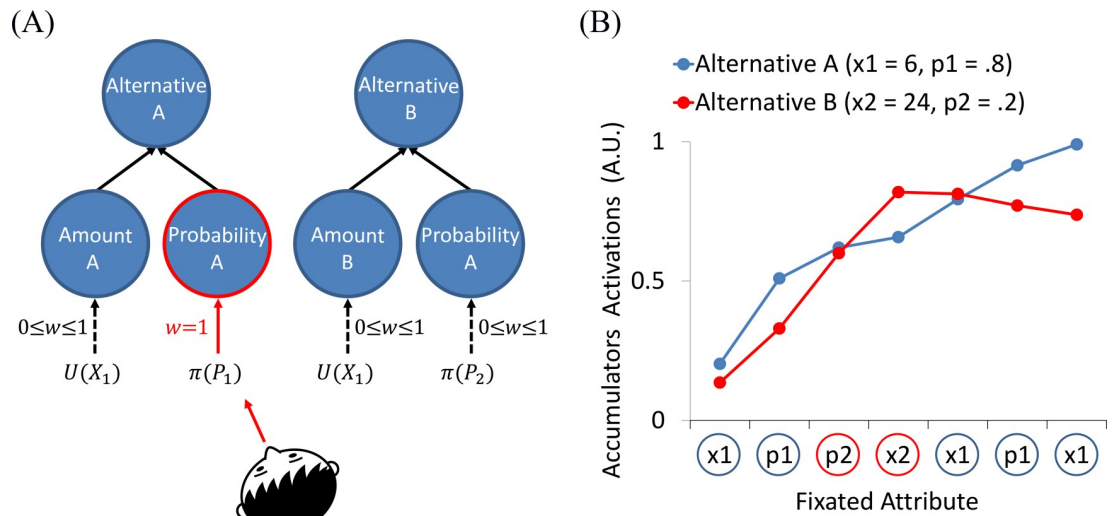 (A)
Alternative
A
Alternative
B
Amount
A
Probability
A
Amount
B
Probability
A
0≤w≤1
w=1
0≤w≤1
0≤w≤1
U(X₁)
π(P₁)
U(X₁)
π(P₂)
(B)
Alternative A (x1 = 6, p1 = .8)
Alternative B (x2 = 24, p2 = .2)
Accumulators Activations (A.U.)
1
0.5
0
x1 p1 p2 x2 x1 p1 x1
Fixated Attribute